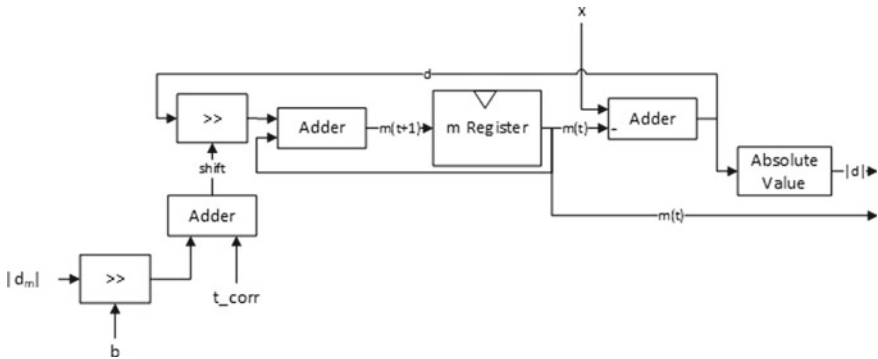 x
d
>>
Adder
m(t+1)
m Register
m(t)
-
Adder
shift
Absolute
Value
|d|
Adder
m(t)
|dm|
>>
t_corr
b